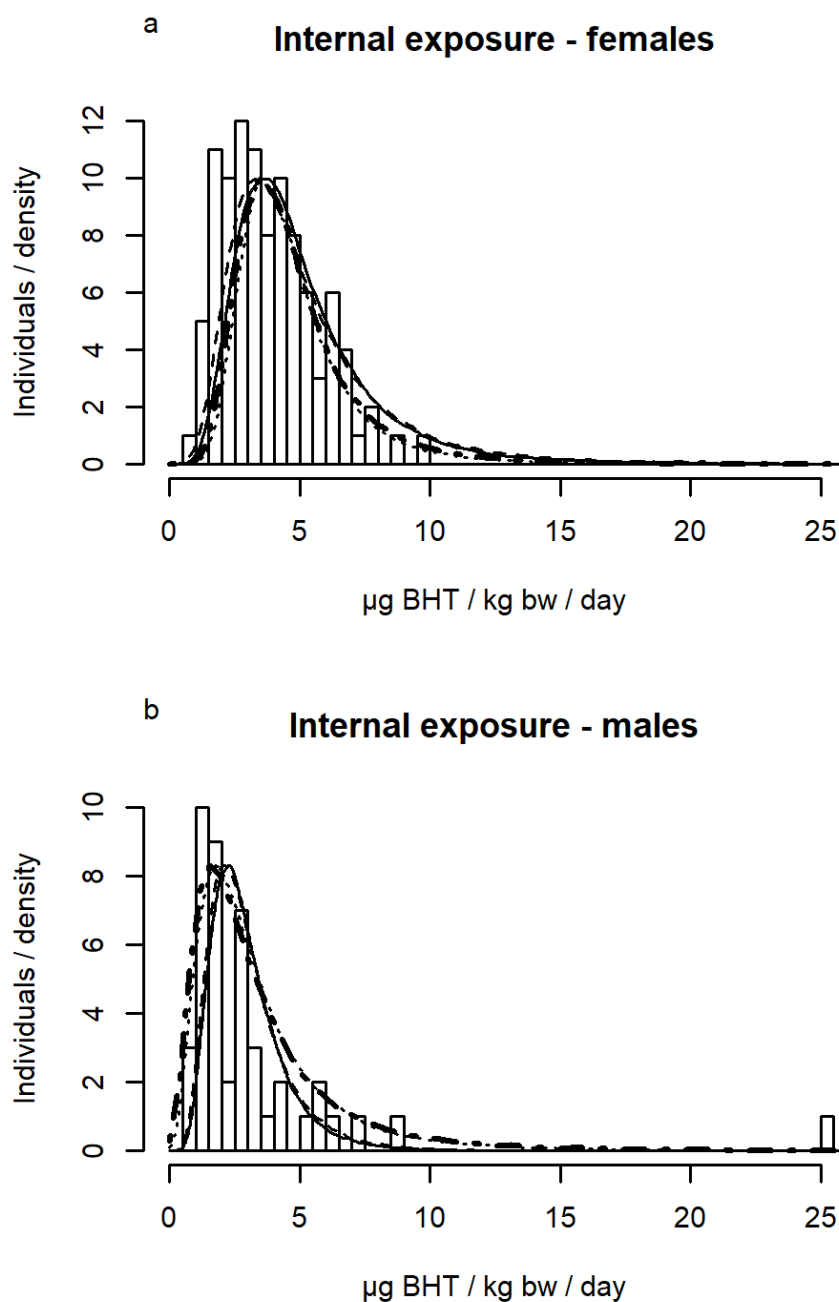 a
Internal exposure - females
Individuals / density
12
10
8
6
4
2
0
0 5 10 15 20 25
µg BHT / kg bw / day
b
Internal exposure - males
Individuals / density
10
8
6
4
2
0
0 5 10 15 20 25
µg BHT / kg bw / day